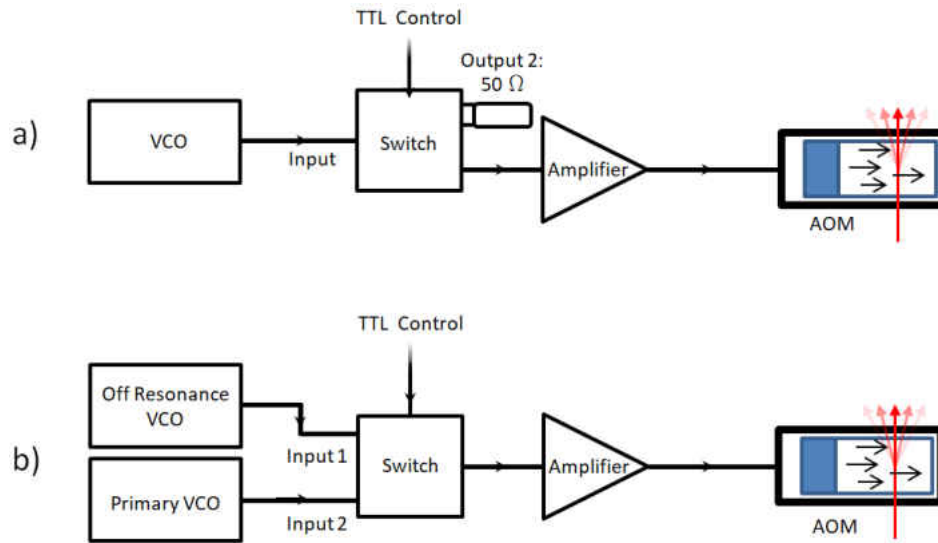 a)
TTL Control
Output 2:
50 Ω
VCO
Input
Switch
Amplifier
AOM
b)
TTL Control
Off Resonance
VCO
Input 1
Primary VCO
Input 2
Switch
Amplifier
AOM